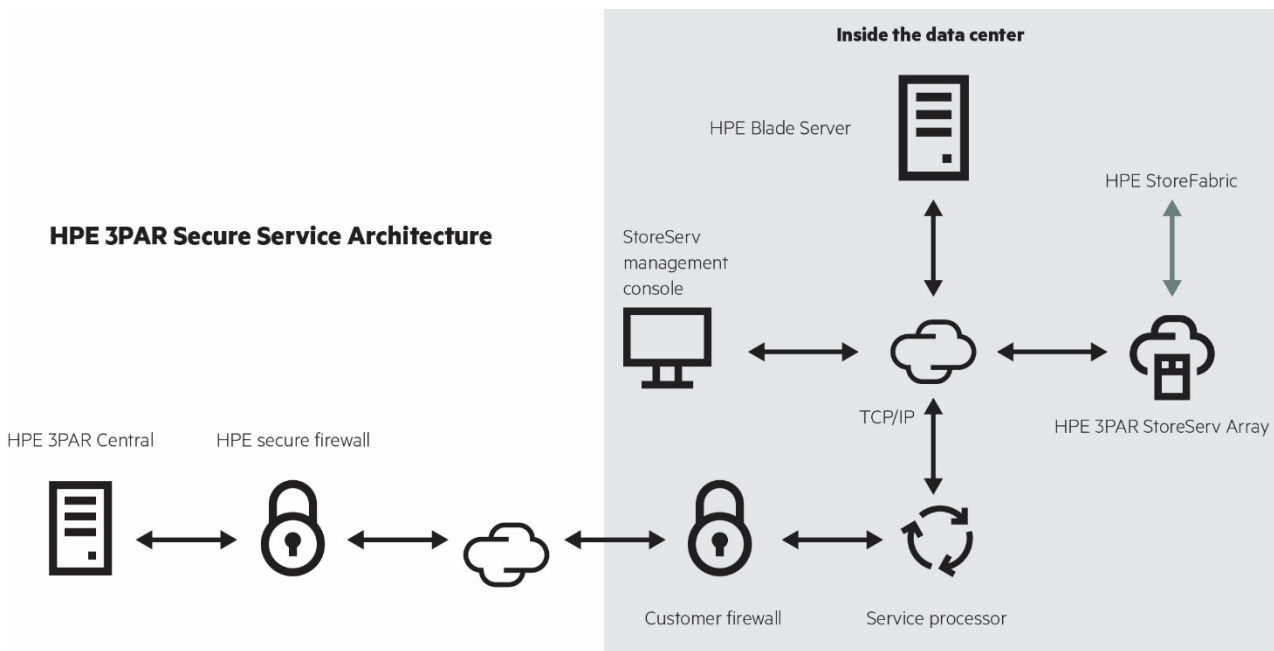 Inside the data center
HPE Blade Server
HPE StoreFabric
HPE 3PAR Secure Service Architecture
StoreServ
management
console
TCP/IP
HPE 3PAR StoreServ Array
HPE 3PAR Central
HPE secure firewall
Customer firewall
Service processor